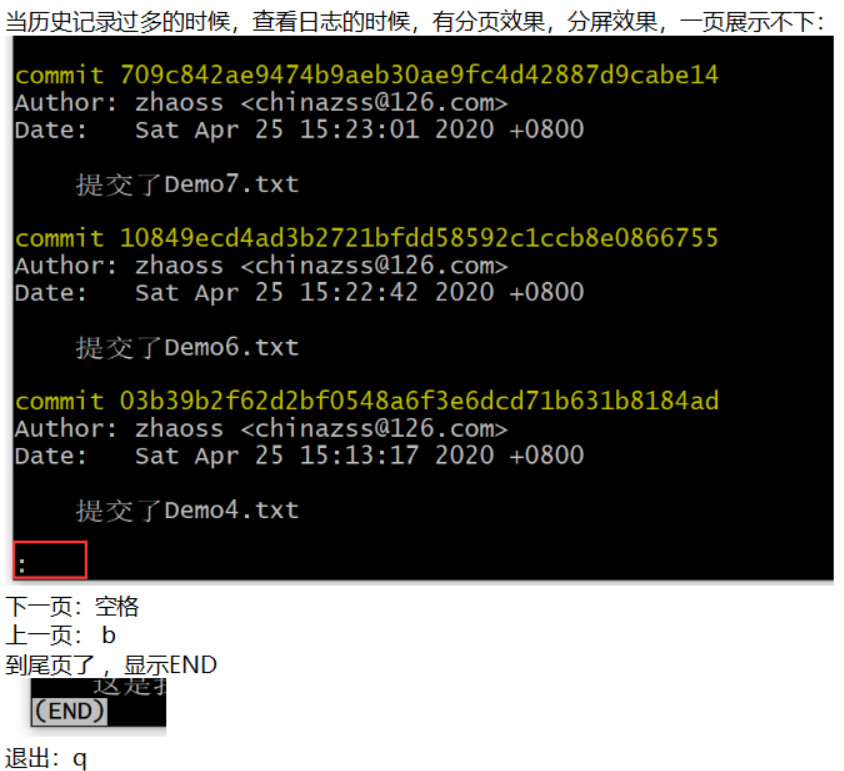 当历史记录过多的时候，查看日志的时候，有分页效果，分屏效果，一页展示不下：
commit 709c842ae9474b9aeb30ae9fc4d42887d9cabe14
Author: zhaoss <chinazss@126.com>
Date:   Sat Apr 25 15:23:01 2020 +0800
提交了Demo7.txt
commit 10849ecd4ad3b2721bfdd58592c1ccb8e0866755
Author: zhaoss <chinazss@126.com>
Date:   Sat Apr 25 15:22:42 2020 +0800
提交了Demo6.txt
commit 03b39b2f62d2bf0548a6f3e6dcd71b631b8184ad
Author: zhaoss <chinazss@126.com>
Date:   Sat Apr 25 15:13:17 2020 +0800
提交了Demo4.txt
:
下一页：空格
上一页： b
到尾页了 ，显示END
这是我
(END)
退出：q